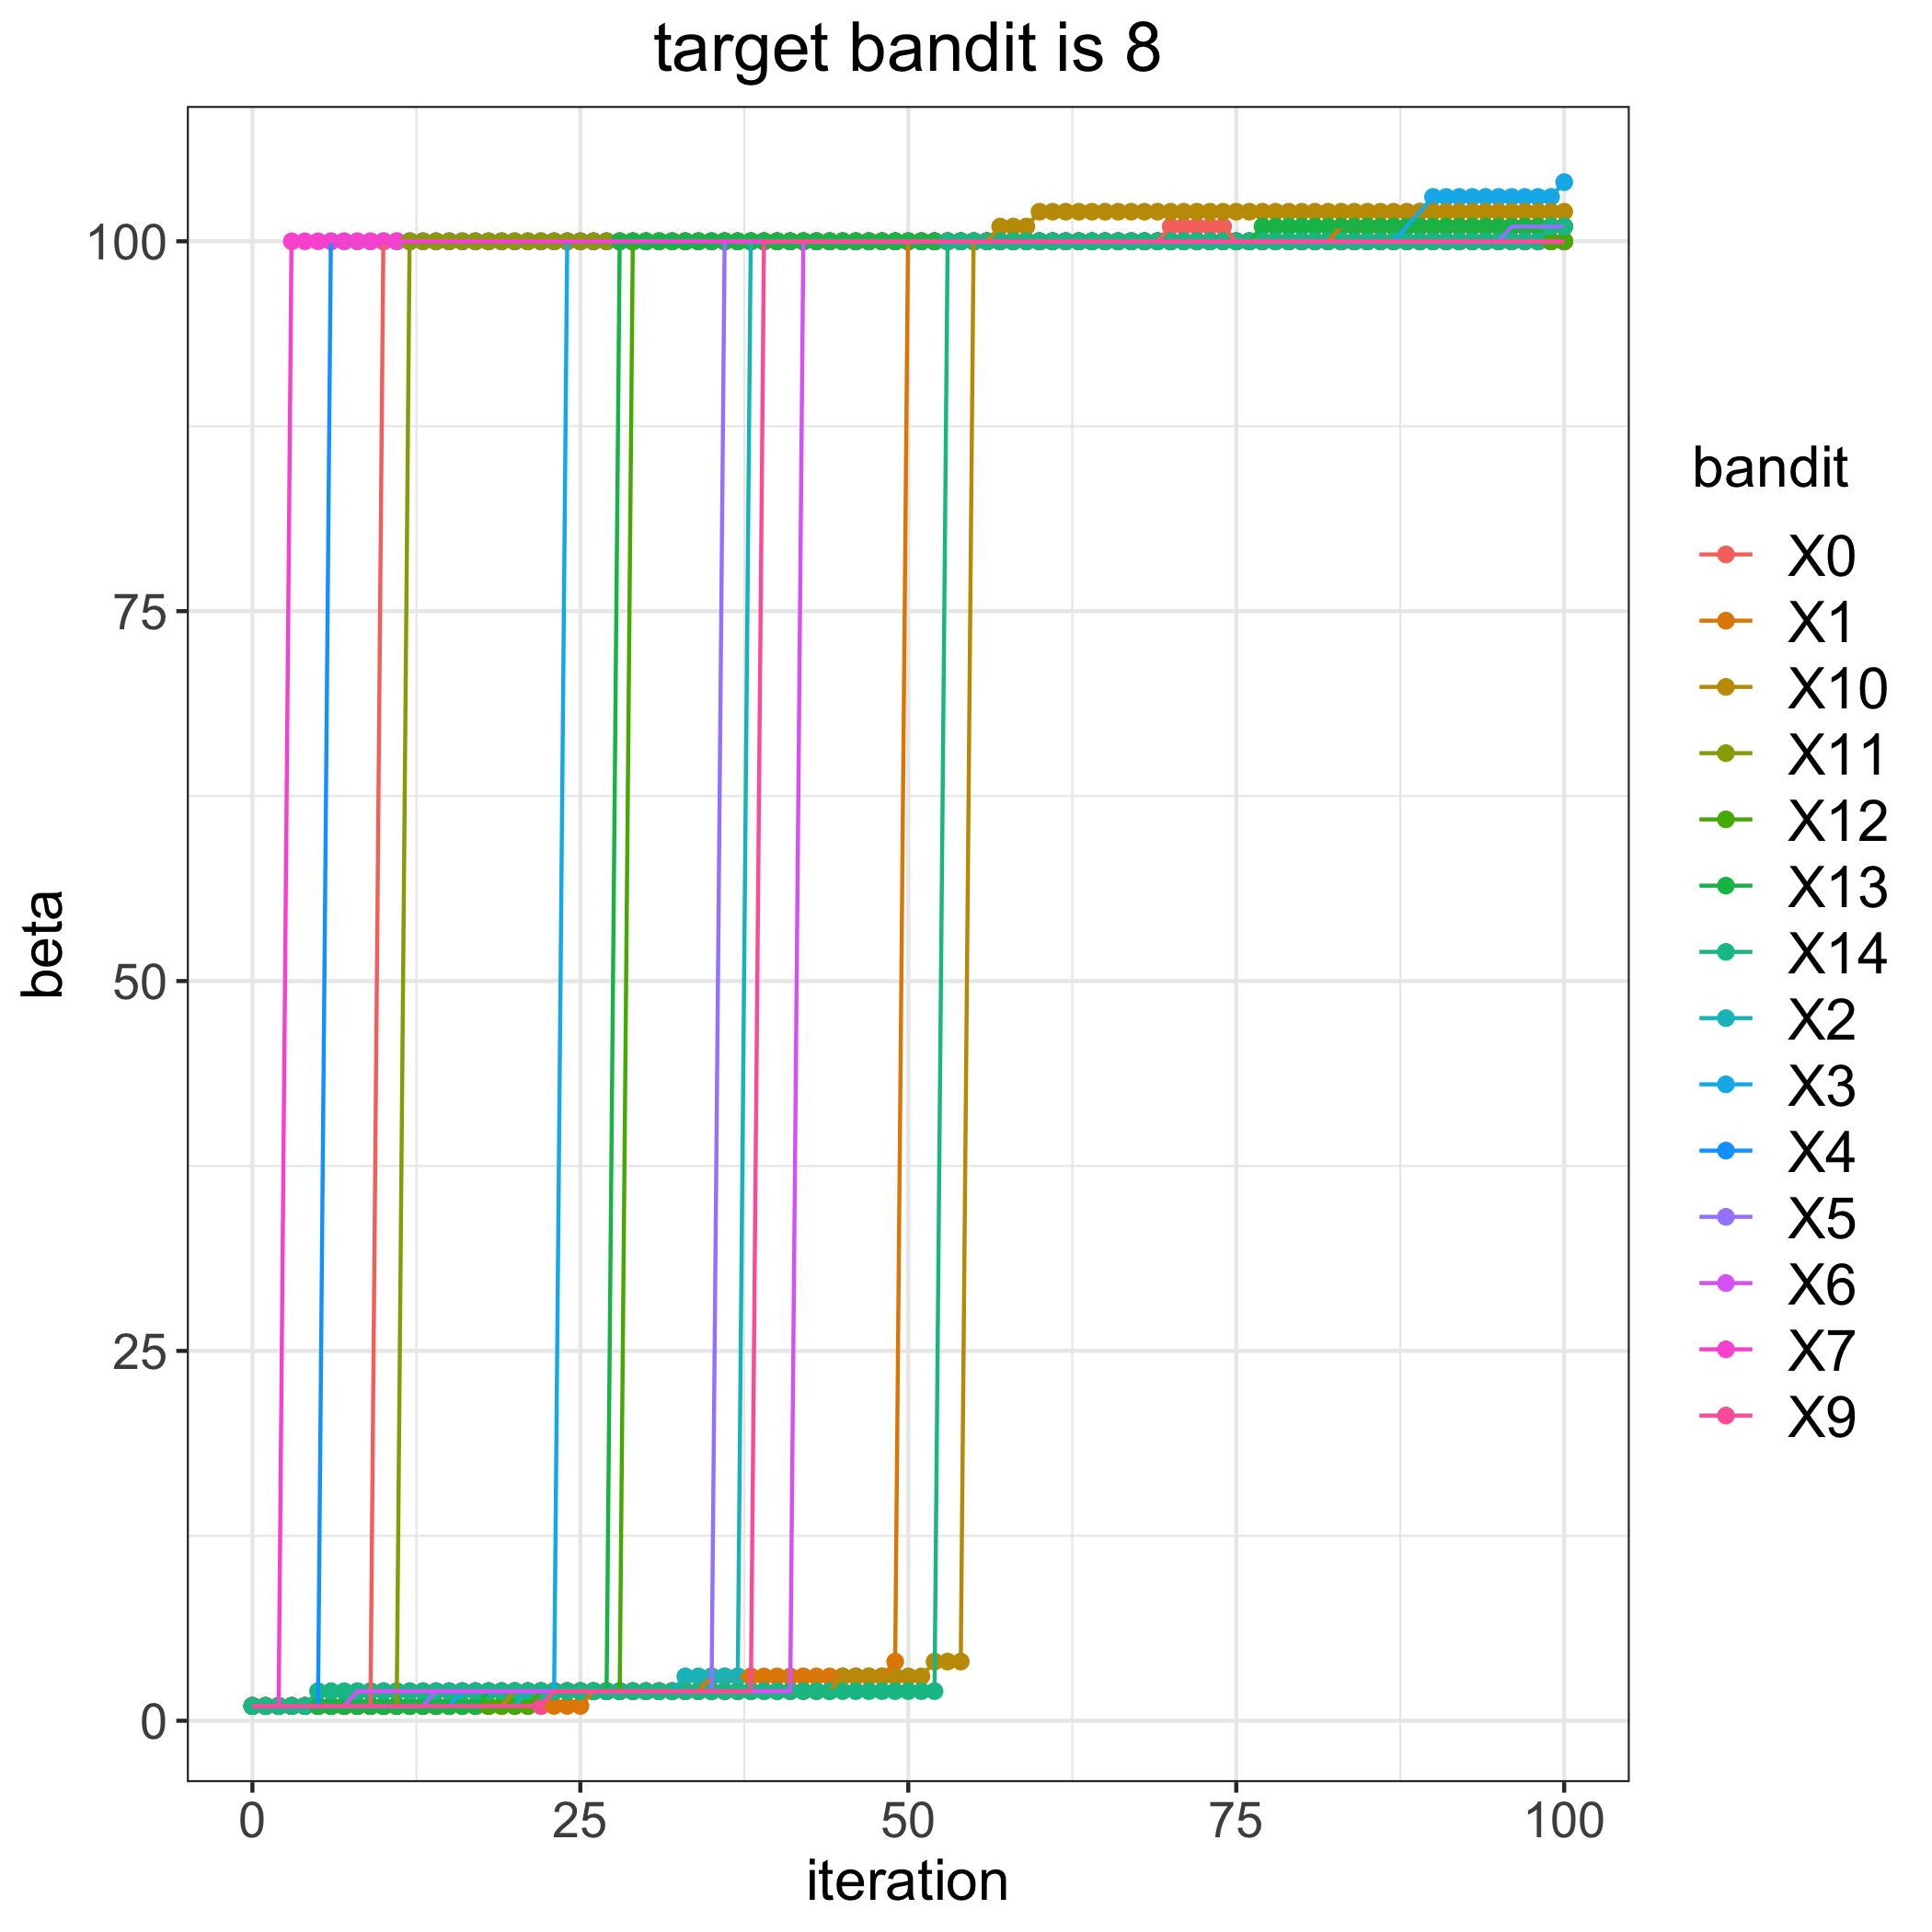 target bandit is 8
100
75
50
25
0
beta
0 25 50 75 100
iteration
bandit
X0
X1
X10
X11
X12
X13
X14
X2
X3
X4
X5
X6
X7
X9